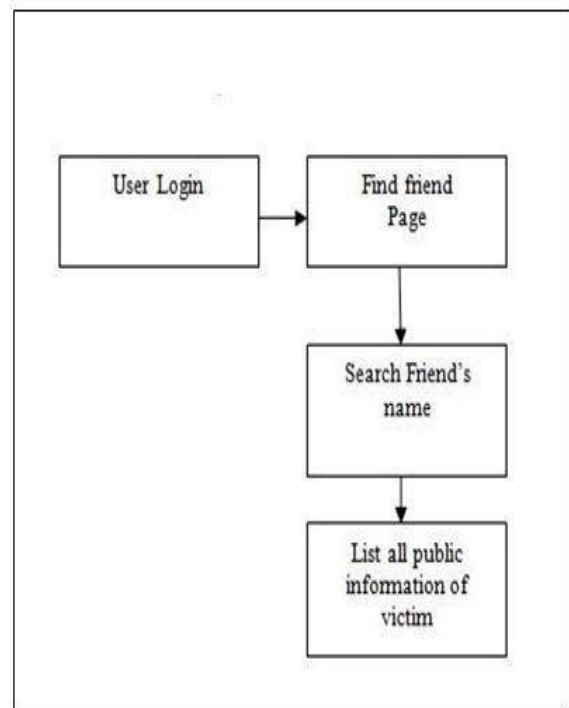 User Login
Find friend
Page
Search Friend's
name
List all public
information of
victim